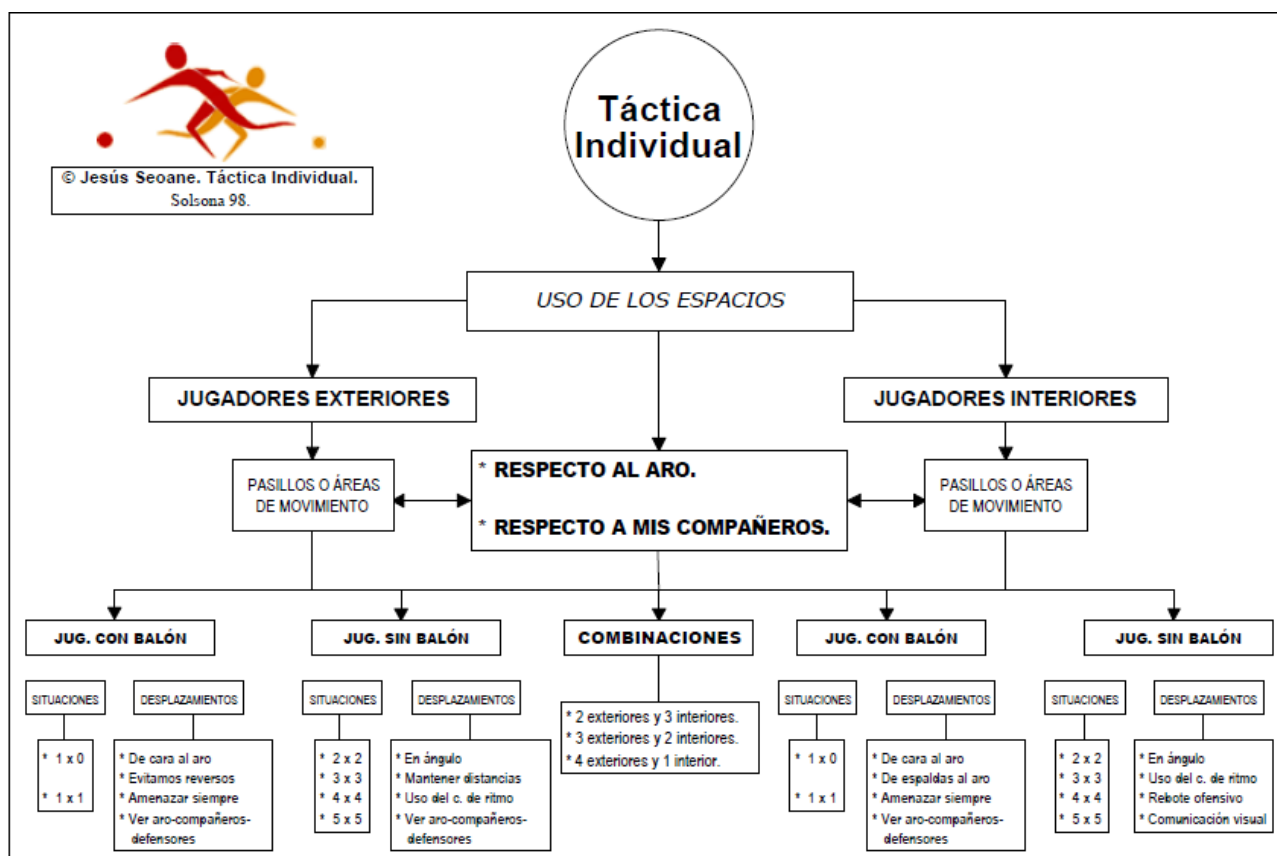 Táctica
Individual
© Jesús Seoane. Táctica Individual.
Solsona 98.
USO DE LOS ESPACIOS
JUGADORES EXTERIORES
JUGADORES INTERIORES
PASILLOS O ÁREAS
DE MOVIMIENTO
* RESPECTO AL ARO.
* RESPECTO A MIS COMPAÑEROS.
PASILLOS O ÁREAS
DE MOVIMIENTO
JUG. CON BALÓN
JUG. SIN BALÓN
COMBINACIONES
JUG. CON BALÓN
JUG. SIN BALÓN
SITUACIONES
* 1 x 0
* 1 x 1
DESPLAZAMIENTOS
* De cara al aro
* Evitamos reversos
* Amenazar siempre
* Ver aro-compañeros-
defensores
SITUACIONES
* 2 x 2
* 3 x 3
* 4 x 4
* 5 x 5
DESPLAZAMIENTOS
* En ángulo
* Mantener distancias
* Uso del c. de ritmo
* Ver aro-compañeros-
defensores
* 2 exteriores y 3 interiores.
* 3 exteriores y 2 interiores.
* 4 exteriores y 1 interior.
SITUACIONES
* 1 x 0
* 1 x 1
DESPLAZAMIENTOS
* De cara al aro
* De espaldas al aro
* Amenazar siempre
* Ver aro-compañeros-
defensores
SITUACIONES
* 2 x 2
* 3 x 3
* 4 x 4
* 5 x 5
DESPLAZAMIENTOS
* En ángulo
* Uso del c. de ritmo
* Rebote ofensivo
* Comunicación visual